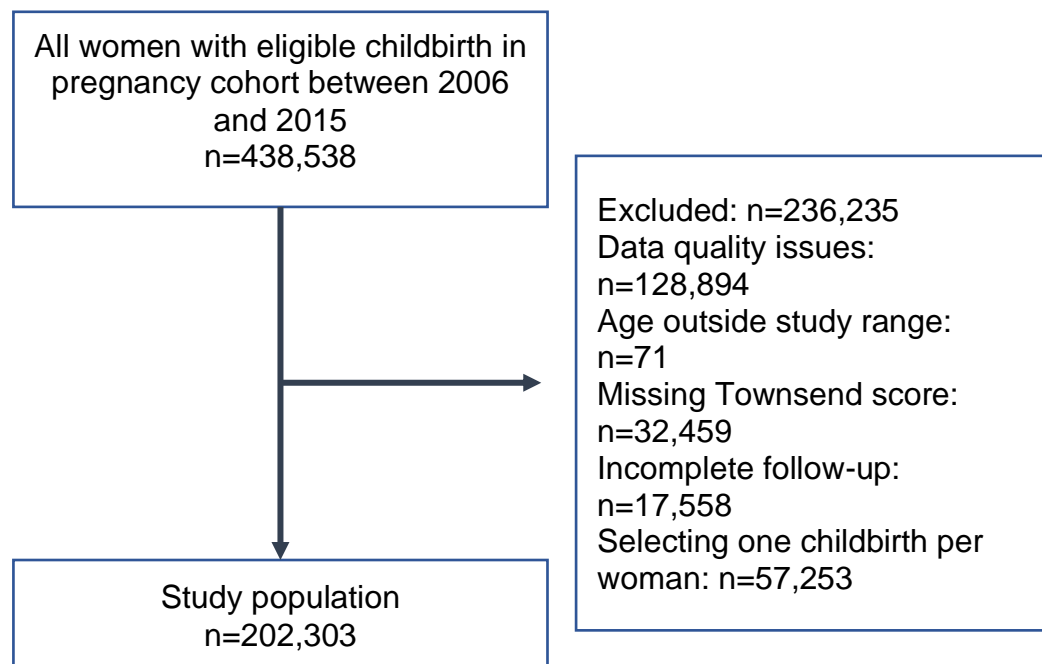 All women with eligible childbirth in
pregnancy cohort between 2006
and 2015
n=438,538
Excluded: n=236,235
Data quality issues:
n=128,894
Age outside study range:
n=71
Missing Townsend score:
n=32,459
Incomplete follow-up:
n=17,558
Selecting one childbirth per
woman: n=57,253
Study population
n=202,303